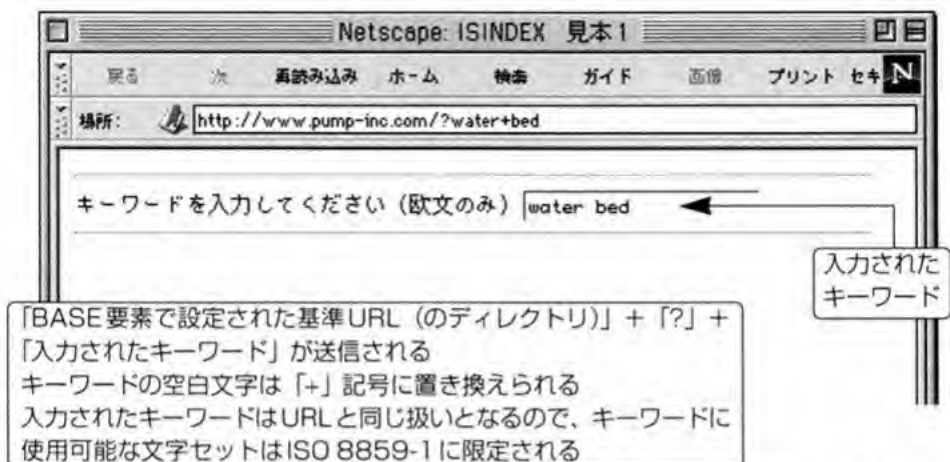 Netscape: ISINDEX 見本1
戻る 次 再読み込み ホーム 検索 ガイド 画像 プリント セキ N
場所: http://www.pump-inc.com/?water+bed
キーワードを入力してください（欧文のみ） water bed
入力された
キーワード
「BASE要素で設定された基準URL（のディレクトリ）」＋「?」＋
「入力されたキーワード」が送信される
キーワードの空白文字は「+」記号に置き換えられる
入力されたキーワードはURLと同じ扱いとなるので、キーワードに
使用可能な文字セットはISO 8859-1に限定される